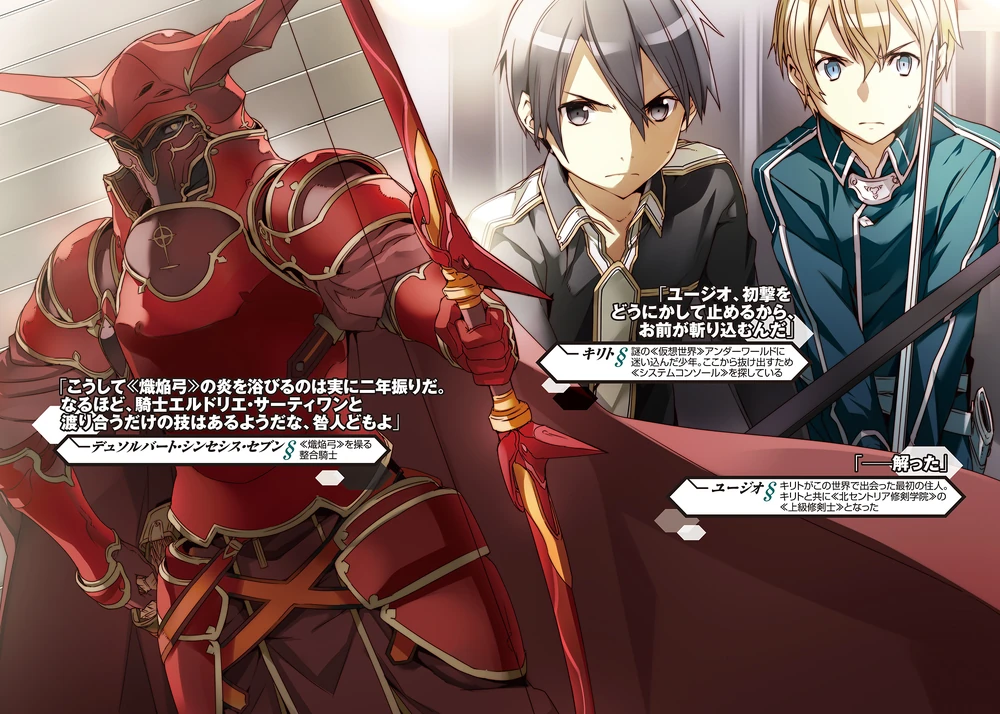 「ユージオ、初撃を
どうにかして止めるから、
お前が斬り込むんだ」
キリト§
謎の≪仮想世界≫アンダーワールドに
迷い込んだ少年。ここから抜け出すため
≪システムコンソール≫を探している
「こうして≪熾焔弓≫の炎を浴びるのは実に二年振りだ。
なるほど、騎士エルドリエ・サーティワンと
渡り合うだけの技はあるようだな、咎人どもよ」
デュソルバート・シンセシス・セブン§
≪熾焔弓≫を操る
整合騎士
「――解った」
ユージオ§
キリトがこの世界で出会った最初の住人。
キリトと共に≪北セントリア修剣学院≫の
≪上級修剣士≫となった